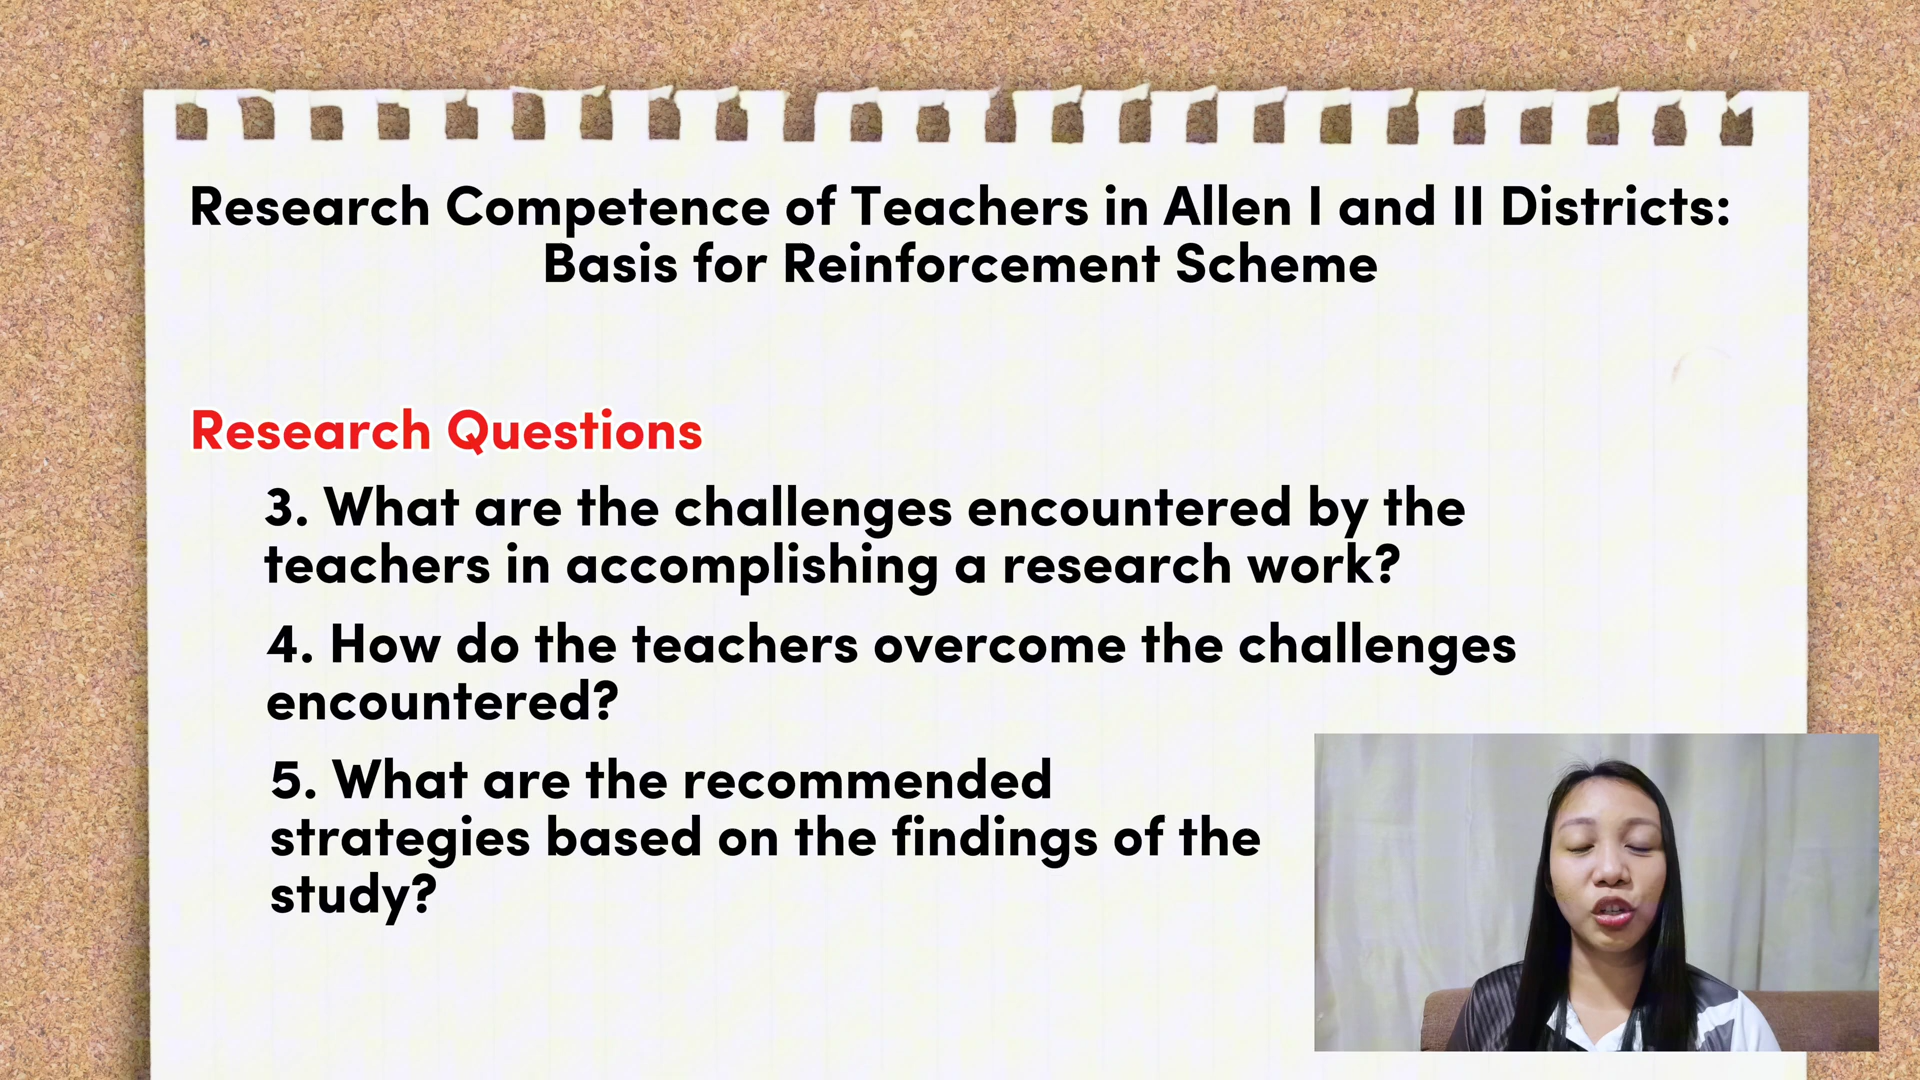 Research Competence of Teachers in Allen I and II Districts:
Basis for Reinforcement Scheme
Research Questions
3. What are the challenges encountered by the
teachers in accomplishing a research work?
4. How do the teachers overcome the challenges
encountered?
5. What are the recommended
strategies based on the findings of the
study?